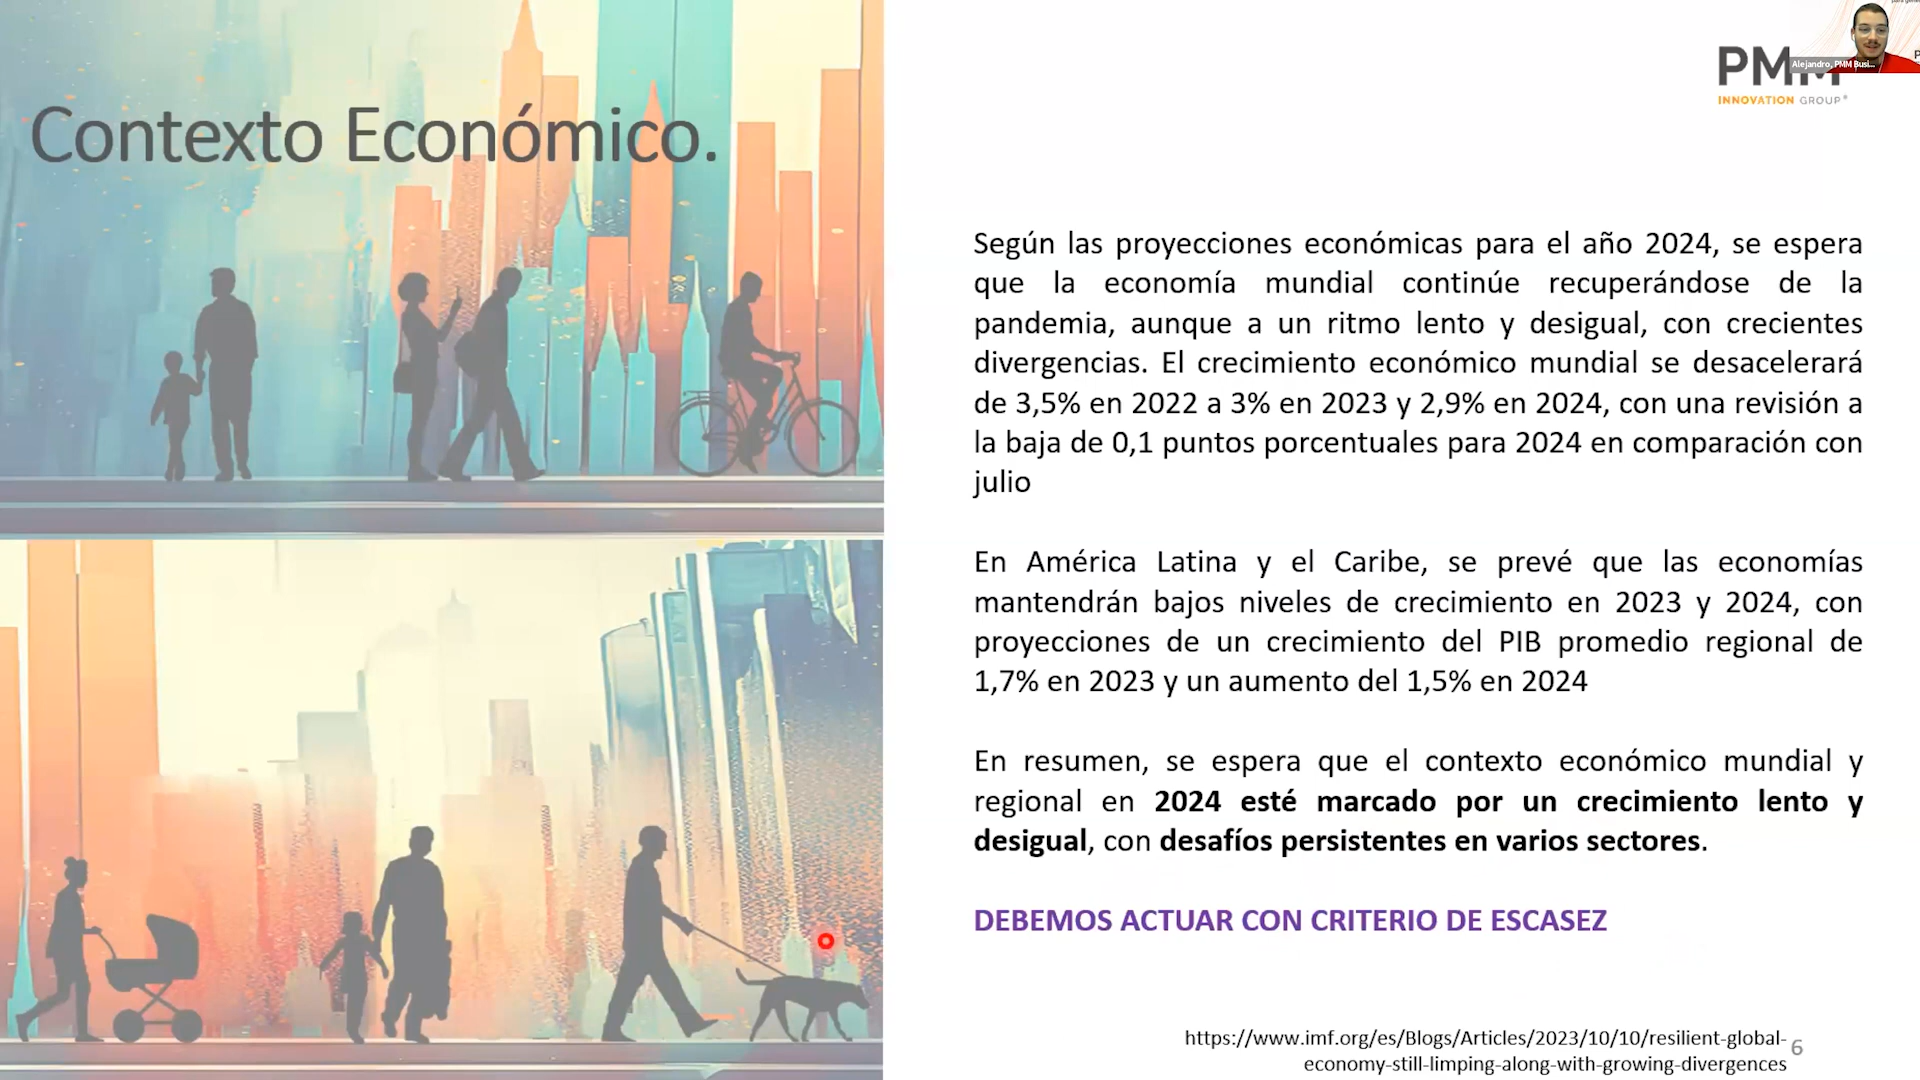 Contexto Económico.
PMM
INNOVATION GROUP®
Alejandro, PMM Busi...
Según las proyecciones económicas para el año 2024, se espera
que la economía mundial continúe recuperándose de la
pandemia, aunque a un ritmo lento y desigual, con crecientes
divergencias. El crecimiento económico mundial se desacelerará
de 3,5% en 2022 a 3% en 2023 y 2,9% en 2024, con una revisión a
la baja de 0,1 puntos porcentuales para 2024 en comparación con
julio
En América Latina y el Caribe, se prevé que las economías
mantendrán bajos niveles de crecimiento en 2023 y 2024, con
proyecciones de un crecimiento del PIB promedio regional de
1,7% en 2023 y un aumento del 1,5% en 2024
En resumen, se espera que el contexto económico mundial y
regional en 2024 esté marcado por un crecimiento lento y
desigual, con desafíos persistentes en varios sectores.
DEBEMOS ACTUAR CON CRITERIO DE ESCASEZ
https://www.imf.org/es/Blogs/Articles/2023/10/10/resilient-global-
economy-still-limping-along-with-growing-divergences
6